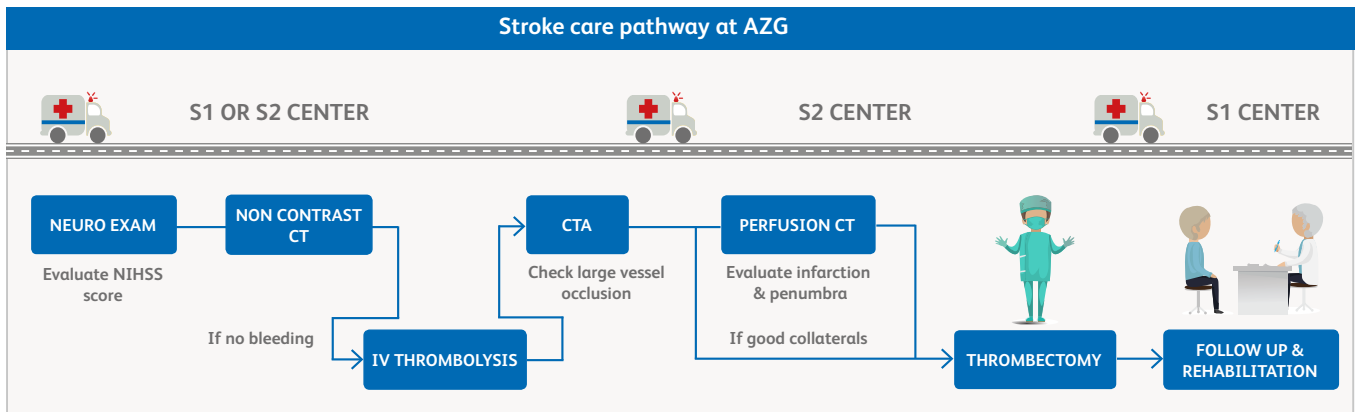 Stroke care pathway at AZG
S1 OR S2 CENTER
S2 CENTER
S1 CENTER
NEURO EXAM
Evaluate NIHSS
score
NON CONTRAST
CT
If no bleeding
IV THROMBOLYSIS
CTA
Check large vessel
occlusion
PERFUSION CT
Evaluate infarction
& penumbra
If good collaterals
THROMBECTOMY
FOLLOW UP &
REHABILITATION